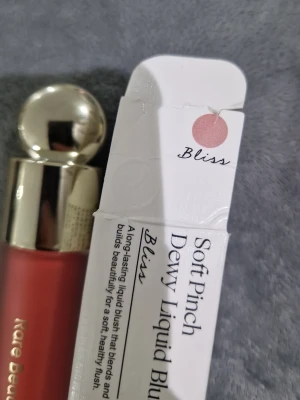 Bliss
Soft Pinch
Dewy Liquid Blu
Bliss
A long-lasting liquid blush that blends and
builds beautifully for a soft, healthy flush.
Rare Beau